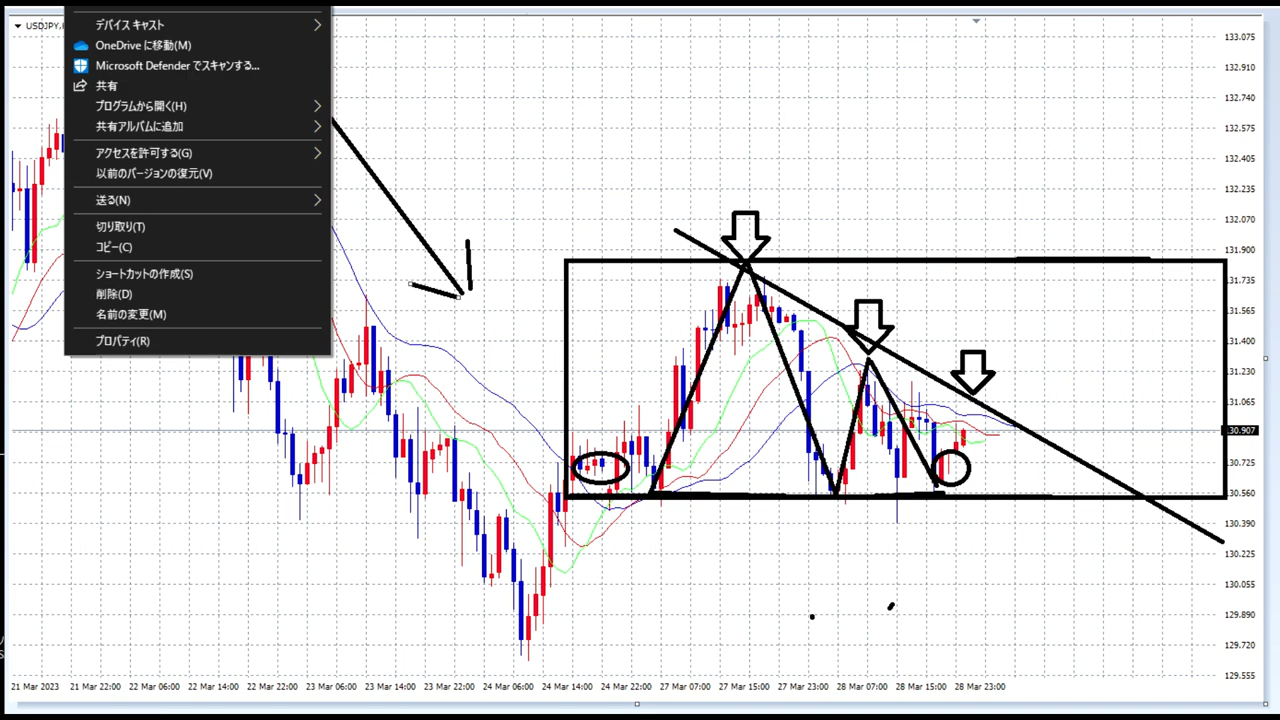 USDJPY,
デバイス キャスト
OneDrive に移動(M)
Microsoft Defender でスキャンする...
共有
プログラムから開く(H)
共有アルバムに追加
アクセスを許可する(G)
以前のバージョンの復元(V)
送る(N)
切り取り(T)
コピー(C)
ショートカットの作成(S)
削除(D)
名前の変更(M)
プロパティ(R)
133.075
132.910
132.740
132.575
132.405
132.235
132.070
131.900
131.735
131.565
131.400
131.230
131.065
130.907
130.725
130.560
130.390
130.225
130.055
129.890
129.720
129.555
21 Mar 2023 21 Mar 22:00 22 Mar 06:00 22 Mar 14:00 22 Mar 22:00 23 Mar 06:00 23 Mar 14:00 23 Mar 22:00 24 Mar 06:00 24 Mar 14:00 24 Mar 22:00 27 Mar 07:00 27 Mar 15:00 27 Mar 23:00 28 Mar 07:00 28 Mar 15:00 28 Mar 23:00